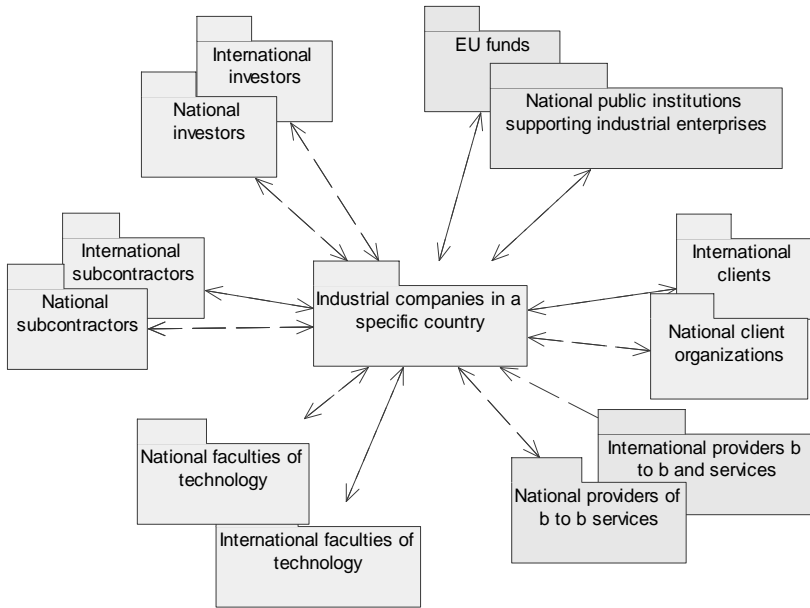 International
investors
National
investors
EU funds
National public institutions
supporting industrial enterprises
International
subcontractors
National
subcontractors
Industrial companies in a
specific country
International
clients
National client
organizations
National faculties of
technology
International faculties of
technology
International providers b
to b and services
National providers of
b to b services